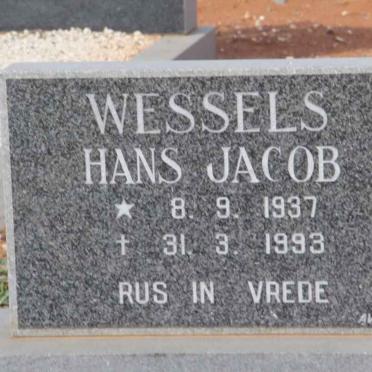 WESSELS
HANS JACOB
★ 8. 9. 1937
† 31. 3. 1993
RUS IN VREDE